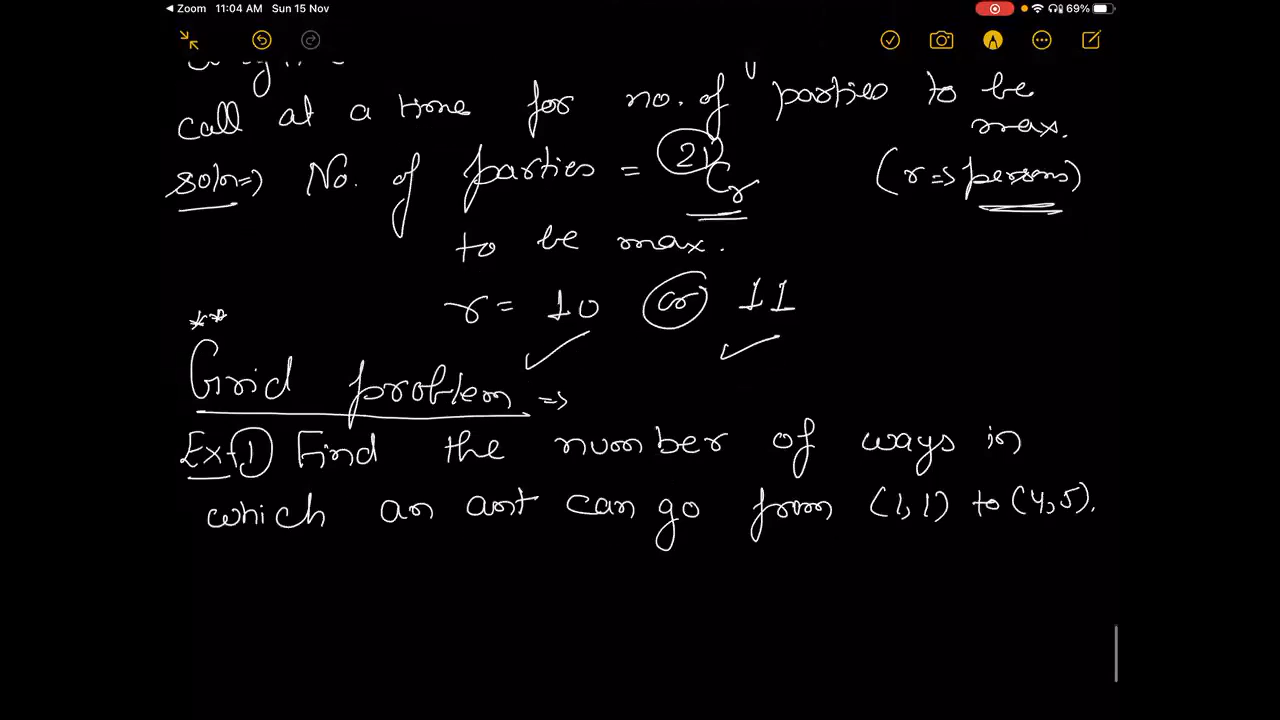 Zoom 11:04 AM Sun 15 Nov 69%
call at a time for no. of parties to be max.
soln=> No. of parties = 21Cr (r=> persons)
to be max.
r = 10 or 11
**
Grid problem =>
Ex(1) Find the number of ways in
which an ant can go from (1,1) to (4,5).